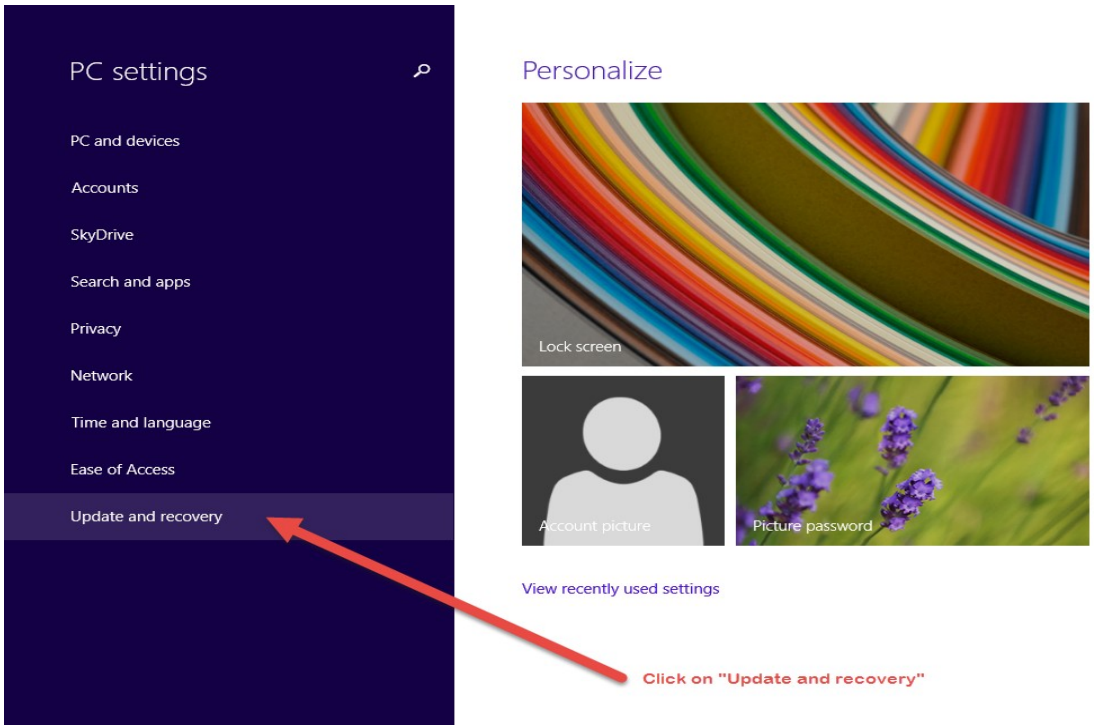 PC settings
PC and devices
Accounts
SkyDrive
Search and apps
Privacy
Network
Time and language
Ease of Access
Update and recovery
Personalize
Lock screen
Account picture
Picture password
View recently used settings
Click on "Update and recovery"